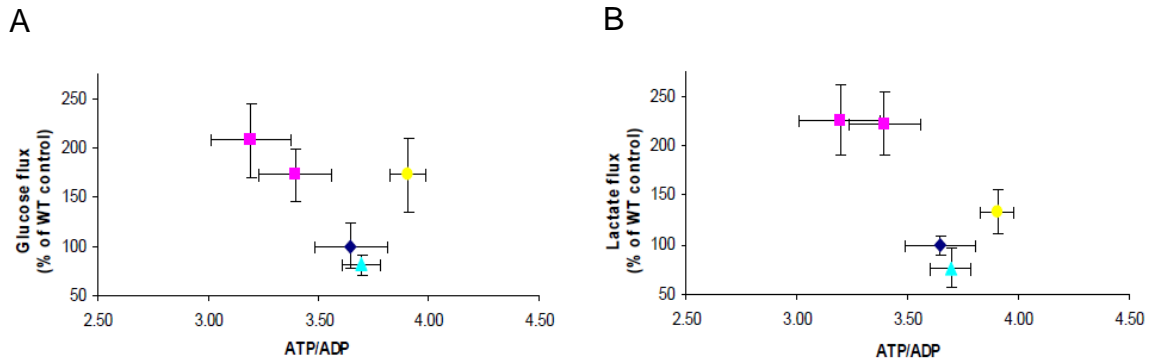 A
B
Glucose flux
(% of WT control)
250
200
150
100
50
2.50
3.00
3.50
4.00
4.50
ATP/ADP
Lactate flux
(% of WT control)
250
200
150
100
50
2.50
3.00
3.50
4.00
4.50
ATP/ADP